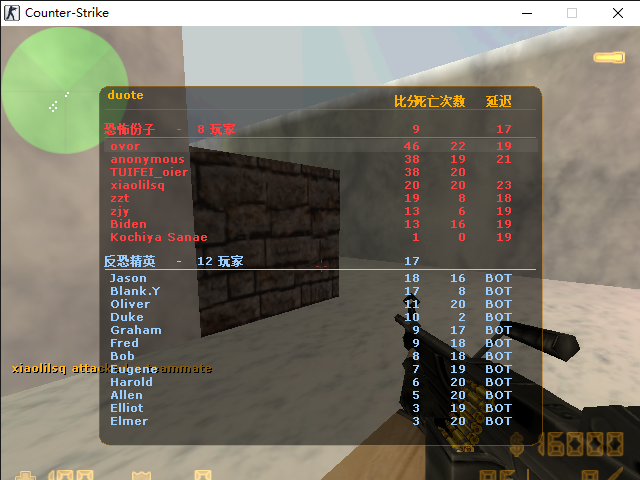 Counter-Strike
duote 比分 死亡次数 延迟
恐怖份子 - 8 玩家 9 17
ovor 46 22 19
anonymous 38 19 21
TUIFEI_oier 38 20
xiaolilsq 20 20 23
zzt 19 8 18
zjy 13 6 19
Biden 13 16 19
Kochiya Sanae 1 0 19
反恐精英 - 12 玩家 17
Jason 18 16 BOT
Blank.Y 17 8 BOT
Oliver 11 20 BOT
Duke 10 2 BOT
Graham 9 17 BOT
Fred 9 18 BOT
Bob 8 18 BOT
Eugene 7 19 BOT
xiaolilsq attack ammate
Harold 6 20 BOT
Allen 5 20 BOT
Elliot 3 19 BOT
Elmer 3 20 BOT
$16000